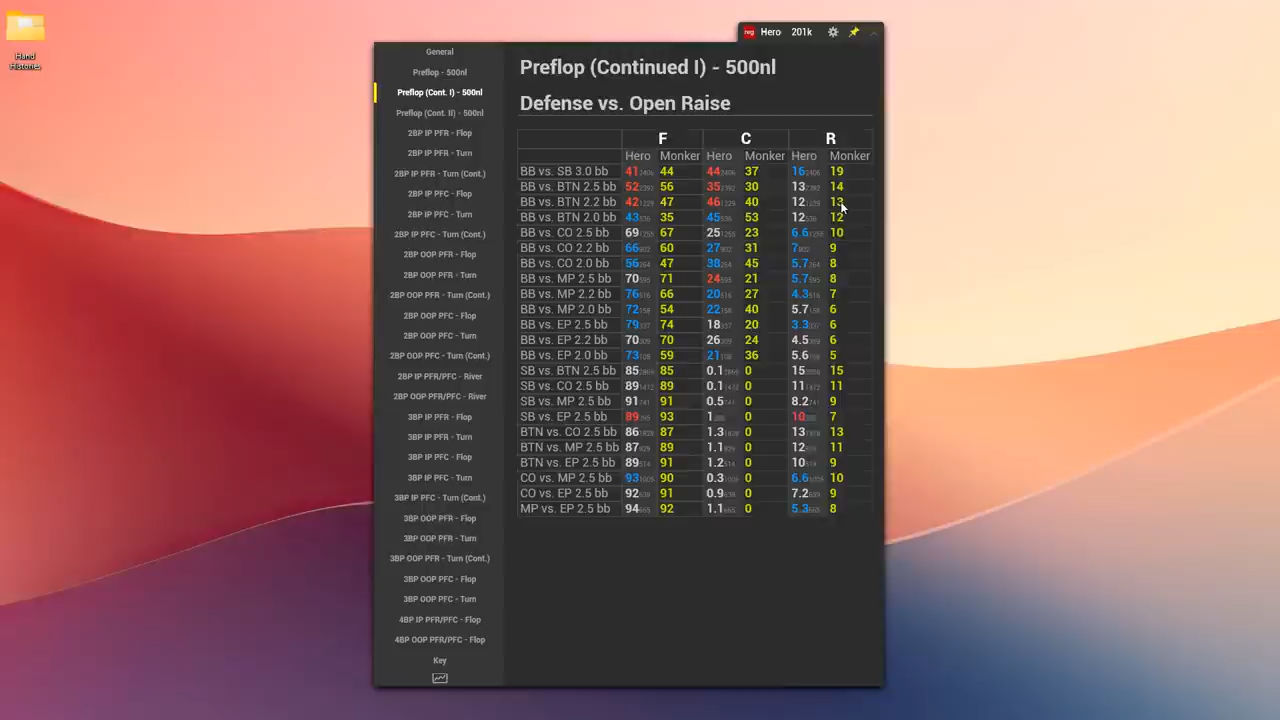 Hand
Histories
Hero 201k
General
Preflop - 500nl
Preflop (Cont. I) - 500nl
Preflop (Cont. II) - 500nl
2BP IP PFR - Flop
2BP IP PFR - Turn
2BP IP PFR - Turn (Cont.)
2BP IP PFC - Flop
2BP IP PFC - Turn
2BP IP PFC - Turn (Cont.)
2BP OOP PFR - Flop
2BP OOP PFR - Turn
2BP OOP PFR - Turn (Cont.)
2BP OOP PFC - Flop
2BP OOP PFC - Turn
2BP OOP PFC - Turn (Cont.)
2BP IP PFR/PFC - River
2BP OOP PFR/PFC - River
3BP IP PFR - Flop
3BP IP PFR - Turn
3BP IP PFC - Flop
3BP IP PFC - Turn
3BP IP PFC - Turn (Cont.)
3BP OOP PFR - Flop
3BP OOP PFR - Turn
3BP OOP PFR - Turn (Cont.)
3BP OOP PFC - Flop
3BP OOP PFC - Turn
4BP IP PFR/PFC - Flop
4BP OOP PFR/PFC - Flop
Key
Preflop (Continued I) - 500nl
Defense vs. Open Raise
F C R
Hero Monker Hero Monker Hero Monker
BB vs. SB 3.0 bb 41 44 44 37 16 19
BB vs. BTN 2.5 bb 52 56 35 30 13 14
BB vs. BTN 2.2 bb 42 47 46 40 12 13
BB vs. BTN 2.0 bb 43 35 45 53 12 12
BB vs. CO 2.5 bb 69 67 25 23 6.6 10
BB vs. CO 2.2 bb 66 60 27 31 7 9
BB vs. CO 2.0 bb 56 47 38 45 5.7 8
BB vs. MP 2.5 bb 70 71 24 21 5.7 8
BB vs. MP 2.2 bb 76 66 20 27 4.3 7
BB vs. MP 2.0 bb 72 54 22 40 5.7 6
BB vs. EP 2.5 bb 79 74 18 20 3.3 6
BB vs. EP 2.2 bb 70 70 26 24 4.5 6
BB vs. EP 2.0 bb 73 59 21 36 5.6 5
SB vs. BTN 2.5 bb 85 85 0.1 0 15 15
SB vs. CO 2.5 bb 89 89 0.1 0 11 11
SB vs. MP 2.5 bb 91 91 0.5 0 8.2 9
SB vs. EP 2.5 bb 89 93 1 0 10 7
BTN vs. CO 2.5 bb 86 87 1.3 0 13 13
BTN vs. MP 2.5 bb 87 89 1.1 0 12 11
BTN vs. EP 2.5 bb 89 91 1.2 0 10 9
CO vs. MP 2.5 bb 93 90 0.3 0 6.6 10
CO vs. EP 2.5 bb 92 91 0.9 0 7.2 9
MP vs. EP 2.5 bb 94 92 1.1 0 5.3 8